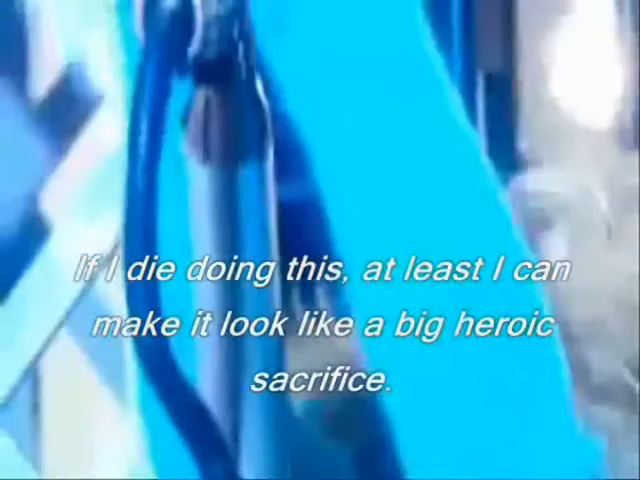 If I die doing this, at least I can
make it look like a big heroic
sacrifice.